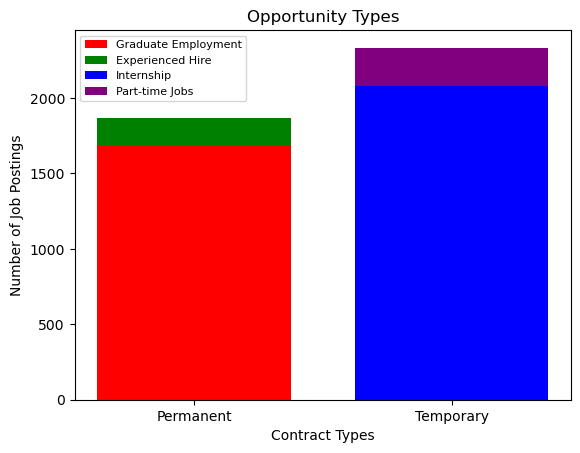 Opportunity Types
Graduate Employment
Experienced Hire
Internship
Part-time Jobs
Number of Job Postings
2000
1500
1000
500
0
Permanent
Temporary
Contract Types